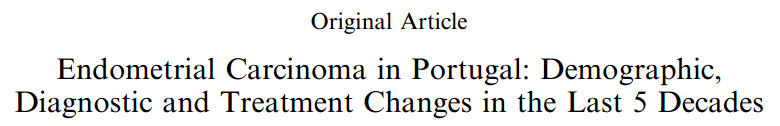 Original Article
Endometrial Carcinoma in Portugal: Demographic,
Diagnostic and Treatment Changes in the Last 5 Decades